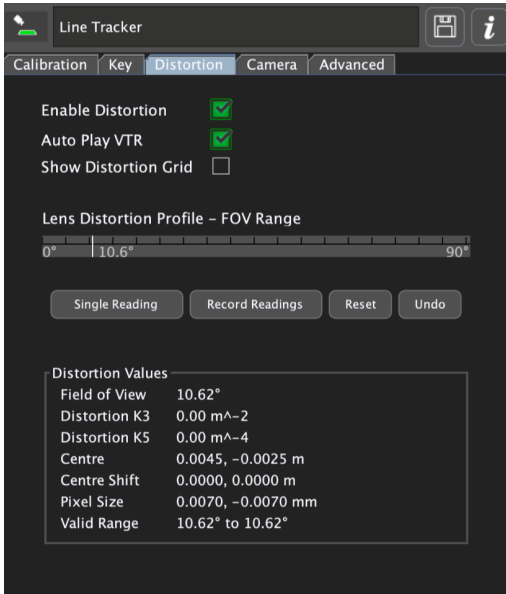 Line Tracker
i
Calibration Key Distortion Camera Advanced
Enable Distortion
Auto Play VTR
Show Distortion Grid
Lens Distortion Profile – FOV Range
0° 10.6° 90°
Single Reading Record Readings Reset Undo
Distortion Values
Field of View 10.62°
Distortion K3 0.00 m^-2
Distortion K5 0.00 m^-4
Centre 0.0045, -0.0025 m
Centre Shift 0.0000, 0.0000 m
Pixel Size 0.0070, -0.0070 mm
Valid Range 10.62° to 10.62°